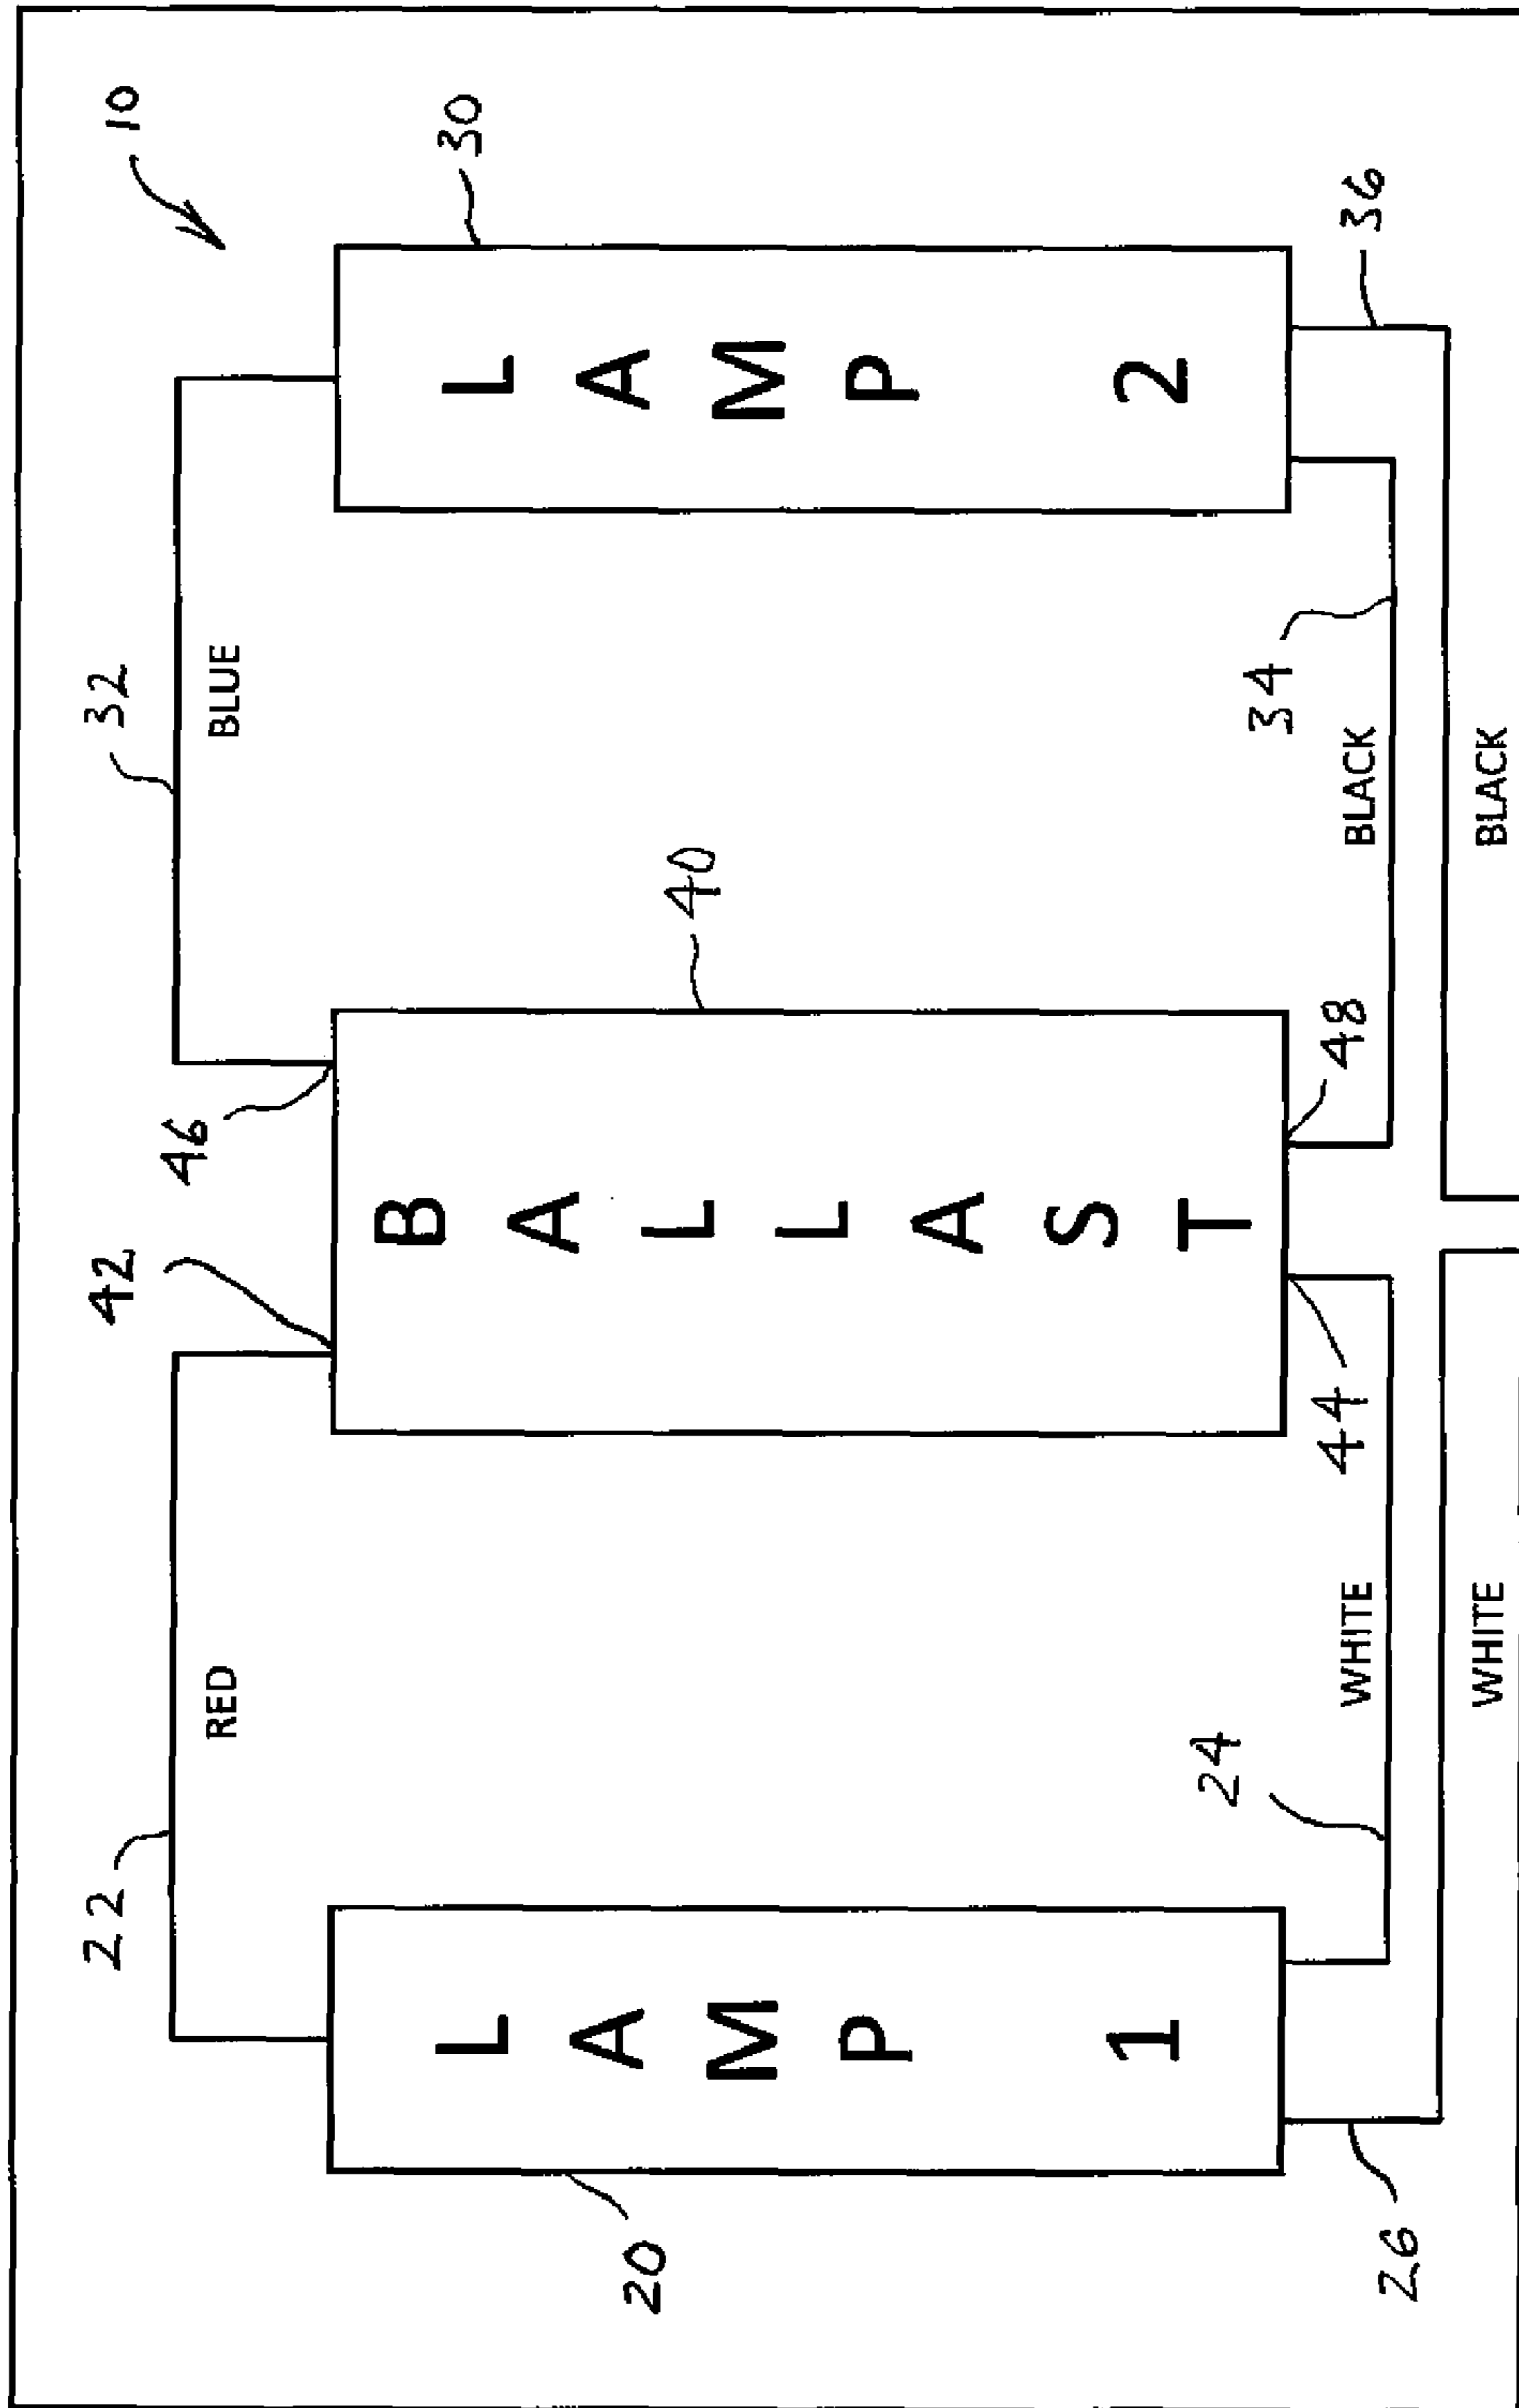 10
32
22
42
46
RED
BLUE
30
LAMP 1
BALLAST
LAMP 2
40
20
24
34
44
48
36
26
WHITE
BLACK
WHITE
BLACK